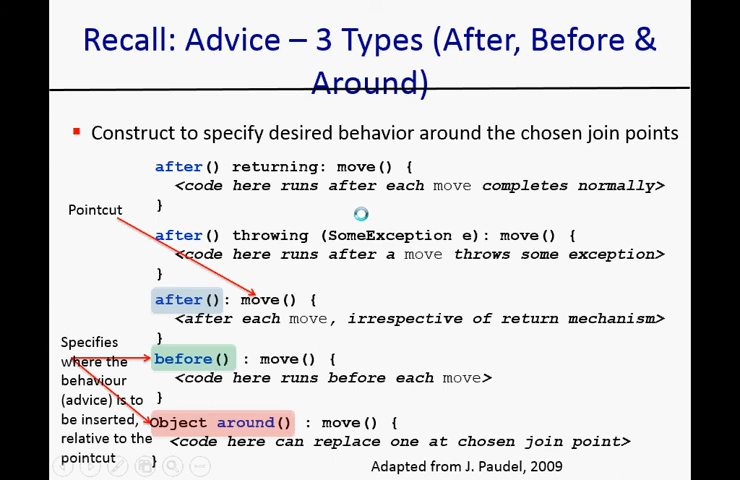 Recall: Advice – 3 Types (After, Before &
Around)
Construct to specify desired behavior around the chosen join points
after() returning: move() {
<code here runs after each move completes normally>
}
Pointcut
after() throwing (SomeException e): move() {
<code here runs after a move throws some exception>
}
after(): move() {
<after each move, irrespective of return mechanism>
}
Specifies
where the
behaviour
(advice) is to
be inserted,
relative to the
pointcut
before() : move() {
<code here runs before each move>
}
Object around() : move() {
<code here can replace one at chosen join point>
}
Adapted from J. Paudel, 2009